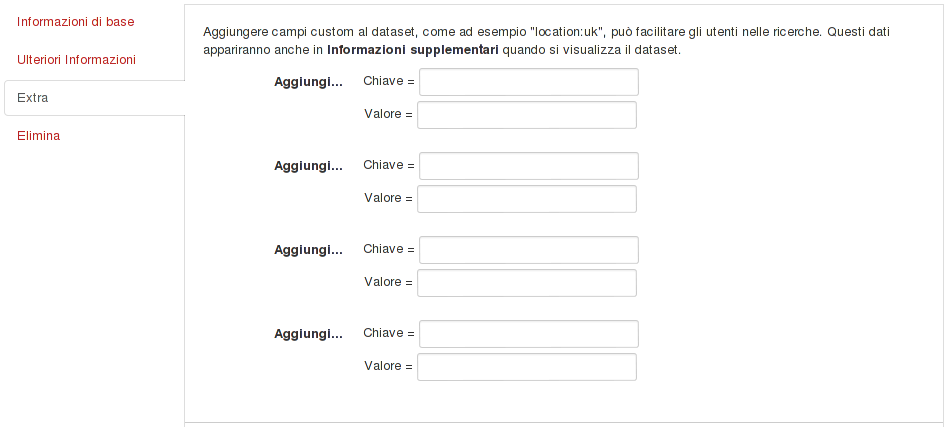 Informazioni di base
Ulteriori Informazioni
Extra
Elimina
Aggiungere campi custom al dataset, come ad esempio "location:uk", può facilitare gli utenti nelle ricerche. Questi dati
appariranno anche in Informazioni supplementari quando si visualizza il dataset.
Aggiungi... Chiave =
Valore =
Aggiungi... Chiave =
Valore =
Aggiungi... Chiave =
Valore =
Aggiungi... Chiave =
Valore =